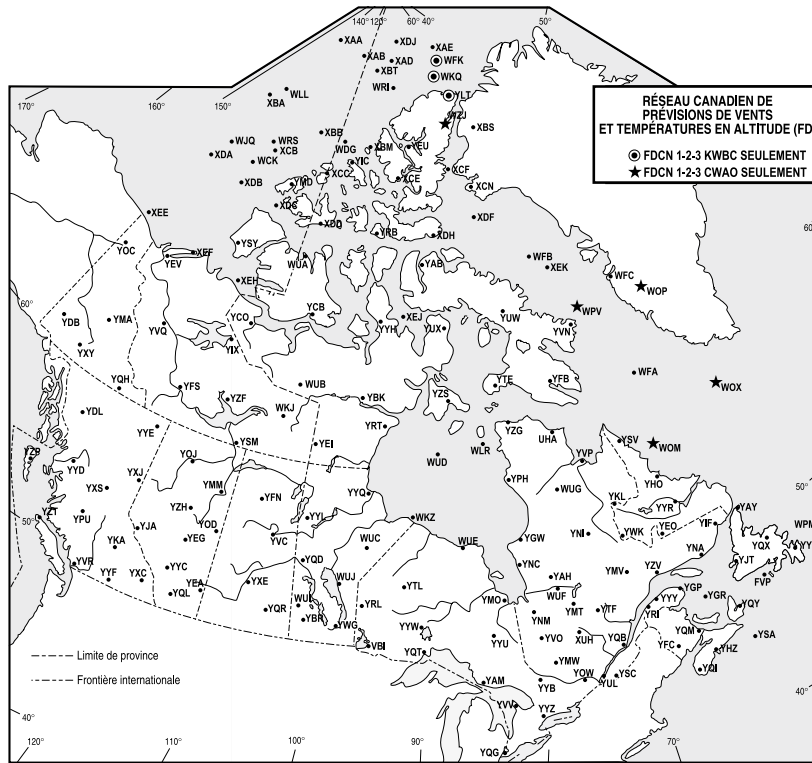 140° 120° 60° 40° 50°
XAA XDJ XAE
XAB XAD WFK
XBT WKQ
WLL WRI YLT
XBA
170° 160° 150°
RÉSEAU CANADIEN DE
PRÉVISIONS DE VENTS
ET TEMPÉRATURES EN ALTITUDE (FD
FDCN 1-2-3 KWBC SEULEMENT
FDCN 1-2-3 CWAO SEULEMENT
WZJ XBS
XBB
WJQ WRS WDG XBM YEU
XDA XCB YIC
WCK XCF
XDB YMD XCC XCE XCN
XEE XDC XDD XDF
YRB XDH
YOC YSY 60°
XEF WUA YAB WFB
YEV XEK
XEH WFC WOP
60° YCB XEJ WPV
YDB YMA YVQ YCO YYH YUX YUW YVN
YXY YIX
YQH YFS WUB YTE YFB WFA WOX
YZF YBK YZS
YDL WKJ
YYE YRT YZG UHA
YSM YEI WLR YSV WOM
YZP YYD YOJ WUD YVP
YXJ YPH YHO
YXS YMM YFN YYQ WUG YKL YYR 50°
YZT YPU YZH YYL WKZ YAY
50° YJA YOD YIF WPM
YKA YEG YVC WUC WUE YGW YNI YWK YEO YQX YY
YVR YQD YNA YJT
YYF YXC YYC YXE WUJ YNC YAH YMV YZV FVP
YQL YEA YTL WUF YGP
YQR YBR YRL YMO YMT YTF YYY YGR YQY
YWG YYW YNM YRI
VBI YYU YVO XUH YQB YQM YSA
YQT YMW YFC YHZ
Limite de province
Frontière internationale
YAM YYB YOW YUL YSC YQI
YVV YYZ
40° 40°
YQG
120° 110° 100° 90° 80° 70°